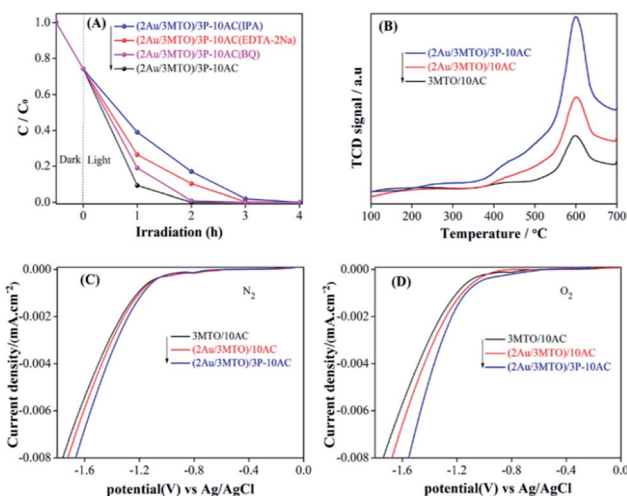 (A)
(2Au/3MTO)/3P-10AC(IPA)
(2Au/3MTO)/3P-10AC(EDTA-2Na)
(2Au/3MTO)/3P-10AC(BQ)
(2Au/3MTO)/3P-10AC
C / C₀
1.0
0.8
0.6
0.4
0.2
0.0
Dark
Light
0 1 2 3 4
Irradiation (h)
(B)
(2Au/3MTO)/3P-10AC
(2Au/3MTO)/10AC
3MTO/10AC
TCD signal / a.u
100 200 300 400 500 600 700
Temperature / °C
(C)
N₂
3MTO/10AC
(2Au/3MTO)/10AC
(2Au/3MTO)/3P-10AC
Current density/(mA.cm⁻²)
0.000
-0.002
-0.004
-0.006
-0.008
-1.6 -1.2 -0.8 -0.4 0.0
potential(V) vs Ag/AgCl
(D)
O₂
3MTO/10AC
(2Au/3MTO)/10AC
(2Au/3MTO)/3P-10AC
Current density/(mA.cm⁻²)
0.000
-0.002
-0.004
-0.006
-0.008
-1.6 -1.2 -0.8 -0.4 0.0
potential(V) vs Ag/AgCl